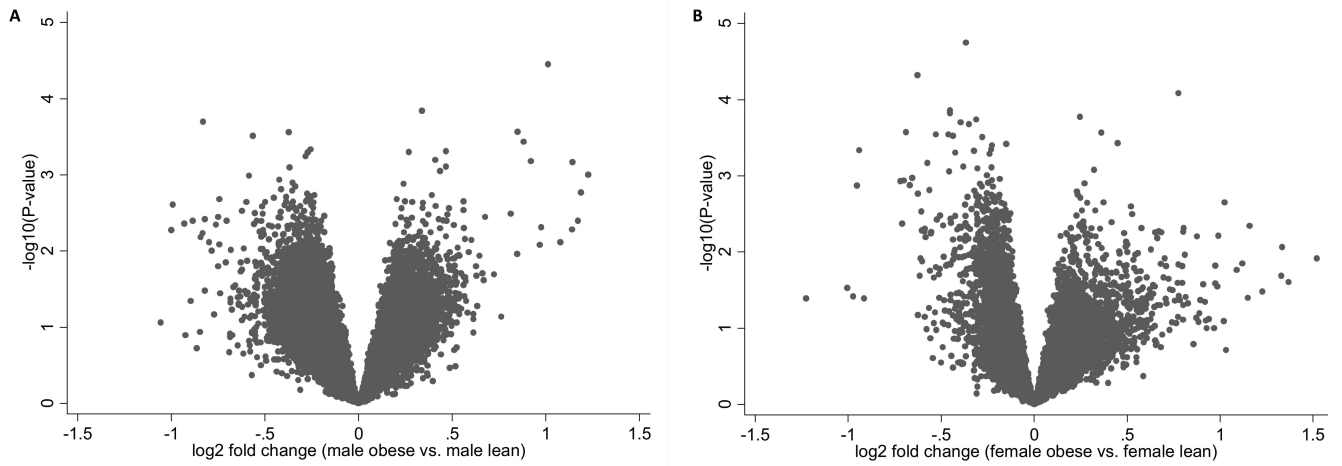 A
5
4
3
2
1
0
-log10(P-value)
-1.5 -1 -.5 0 .5 1 1.5
log2 fold change (male obese vs. male lean)
B
5
4
3
2
1
0
-log10(P-value)
-1.5 -1 -.5 0 .5 1 1.5
log2 fold change (female obese vs. female lean)